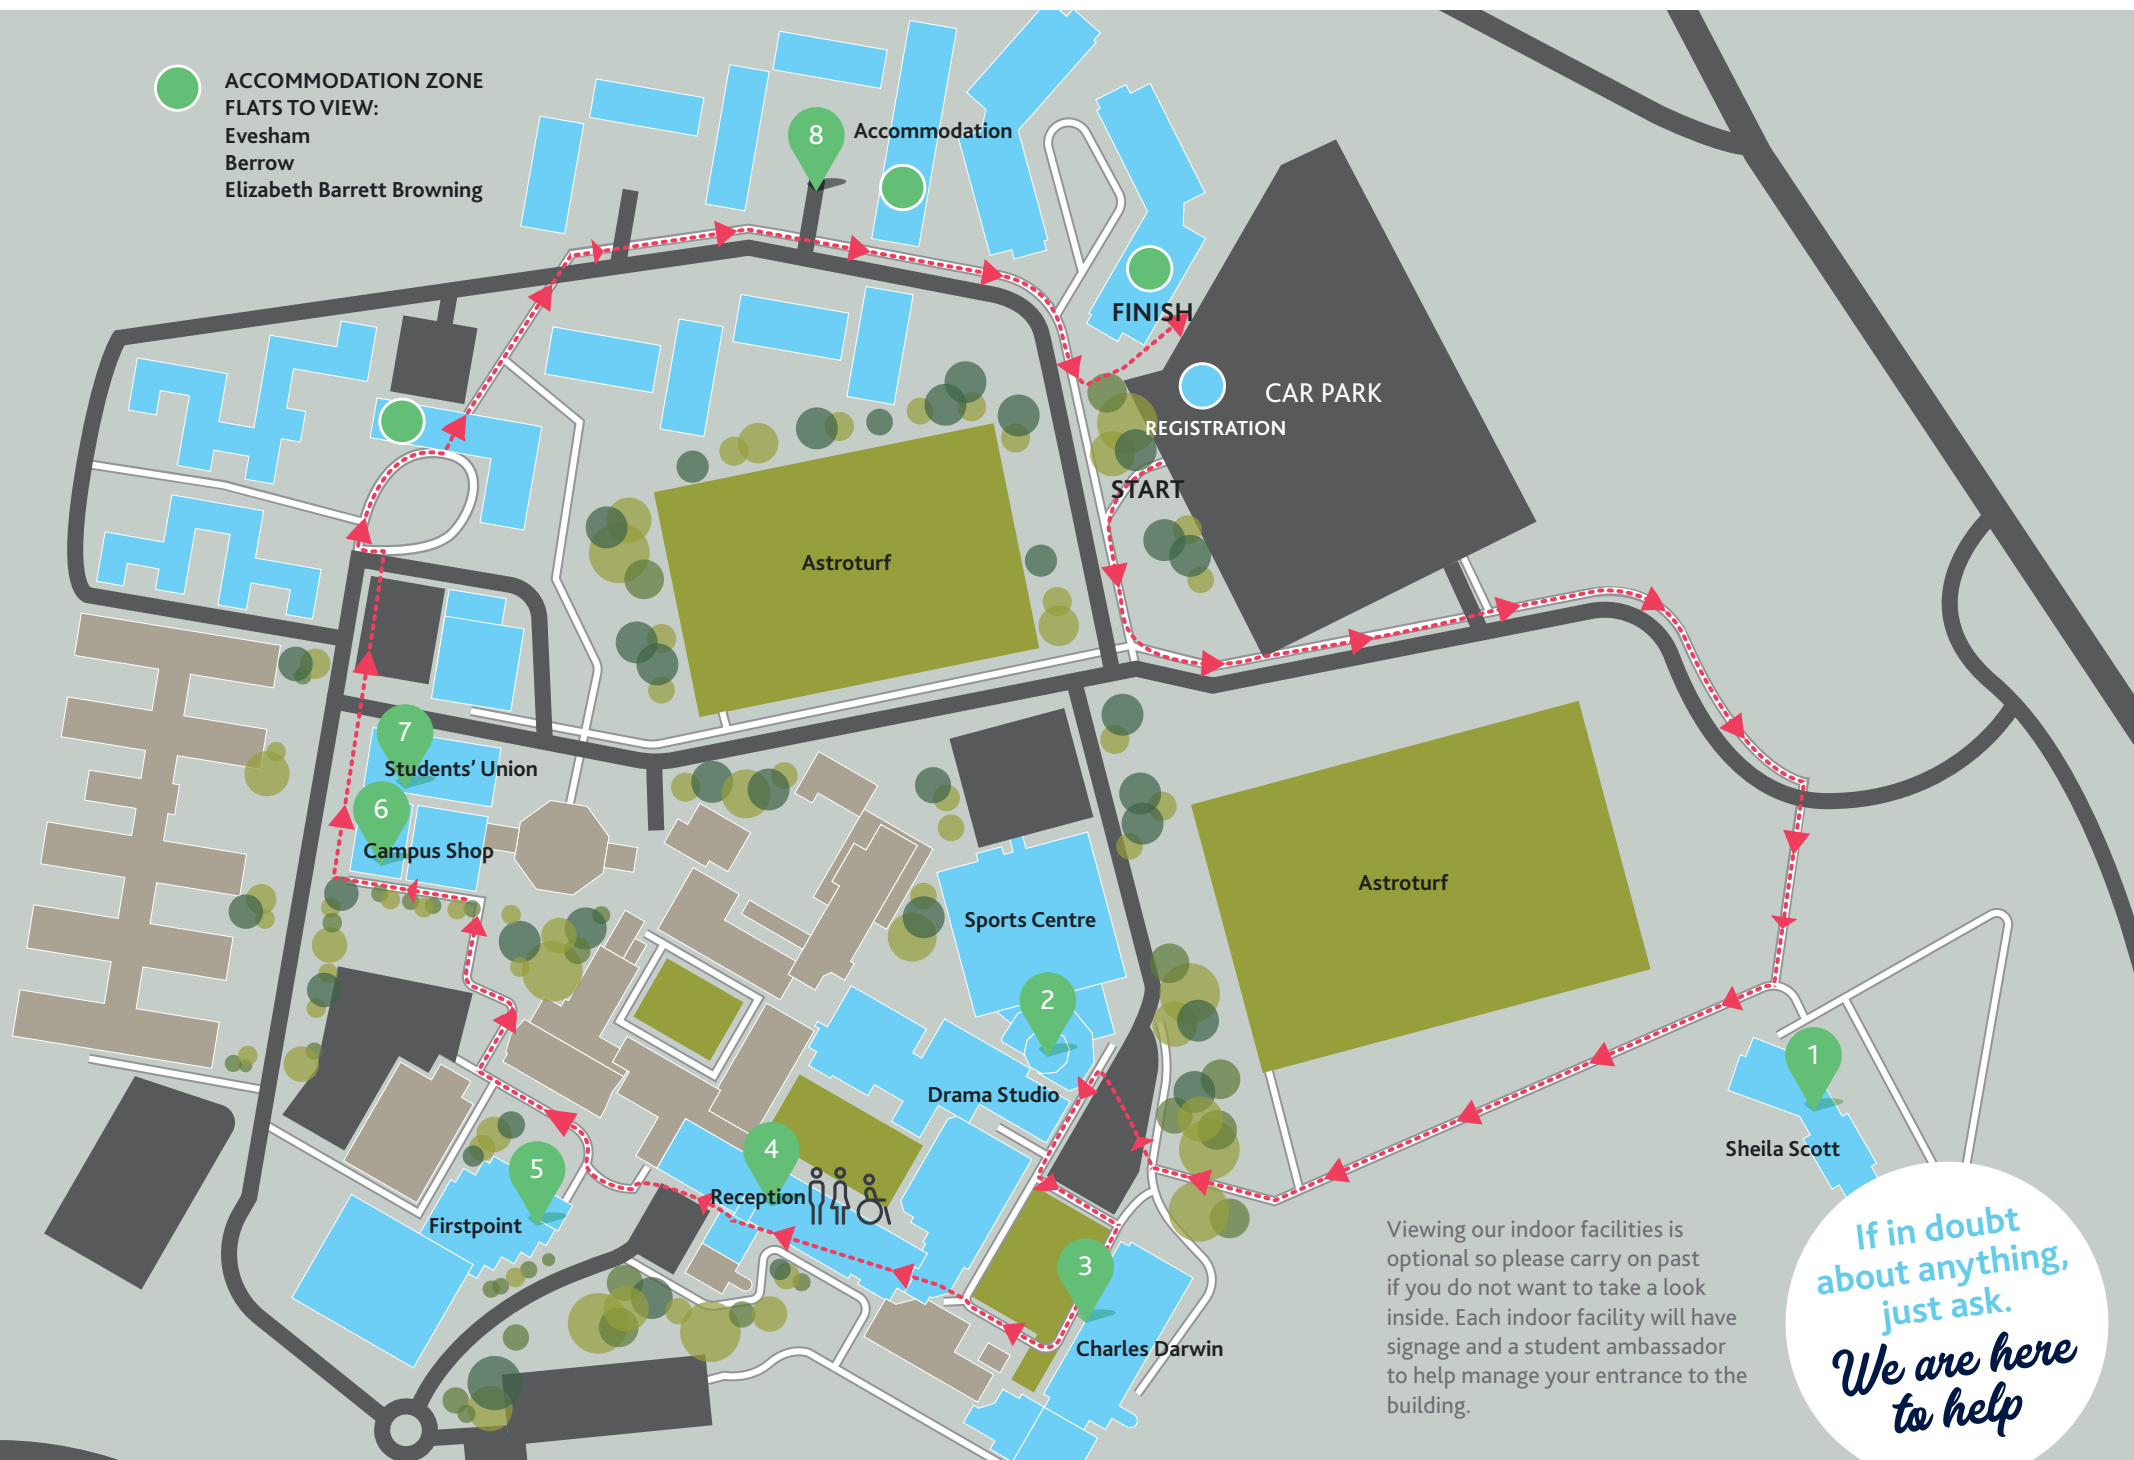 ACCOMMODATION ZONE
FLATS TO VIEW:
Evesham
Berrow
Elizabeth Barrett Browning
8
Accommodation
FINISH
CAR PARK
REGISTRATION
START
Astroturf
7
Students' Union
6
Campus Shop
Astroturf
Sports Centre
2
Drama Studio
1
Sheila Scott
4
Reception
5
Firstpoint
3
Charles Darwin
Viewing our indoor facilities is
optional so please carry on past
if you do not want to take a look
inside. Each indoor facility will have
signage and a student ambassador
to help manage your entrance to the
building.
If in doubt
about anything,
just ask.
We are here
to help